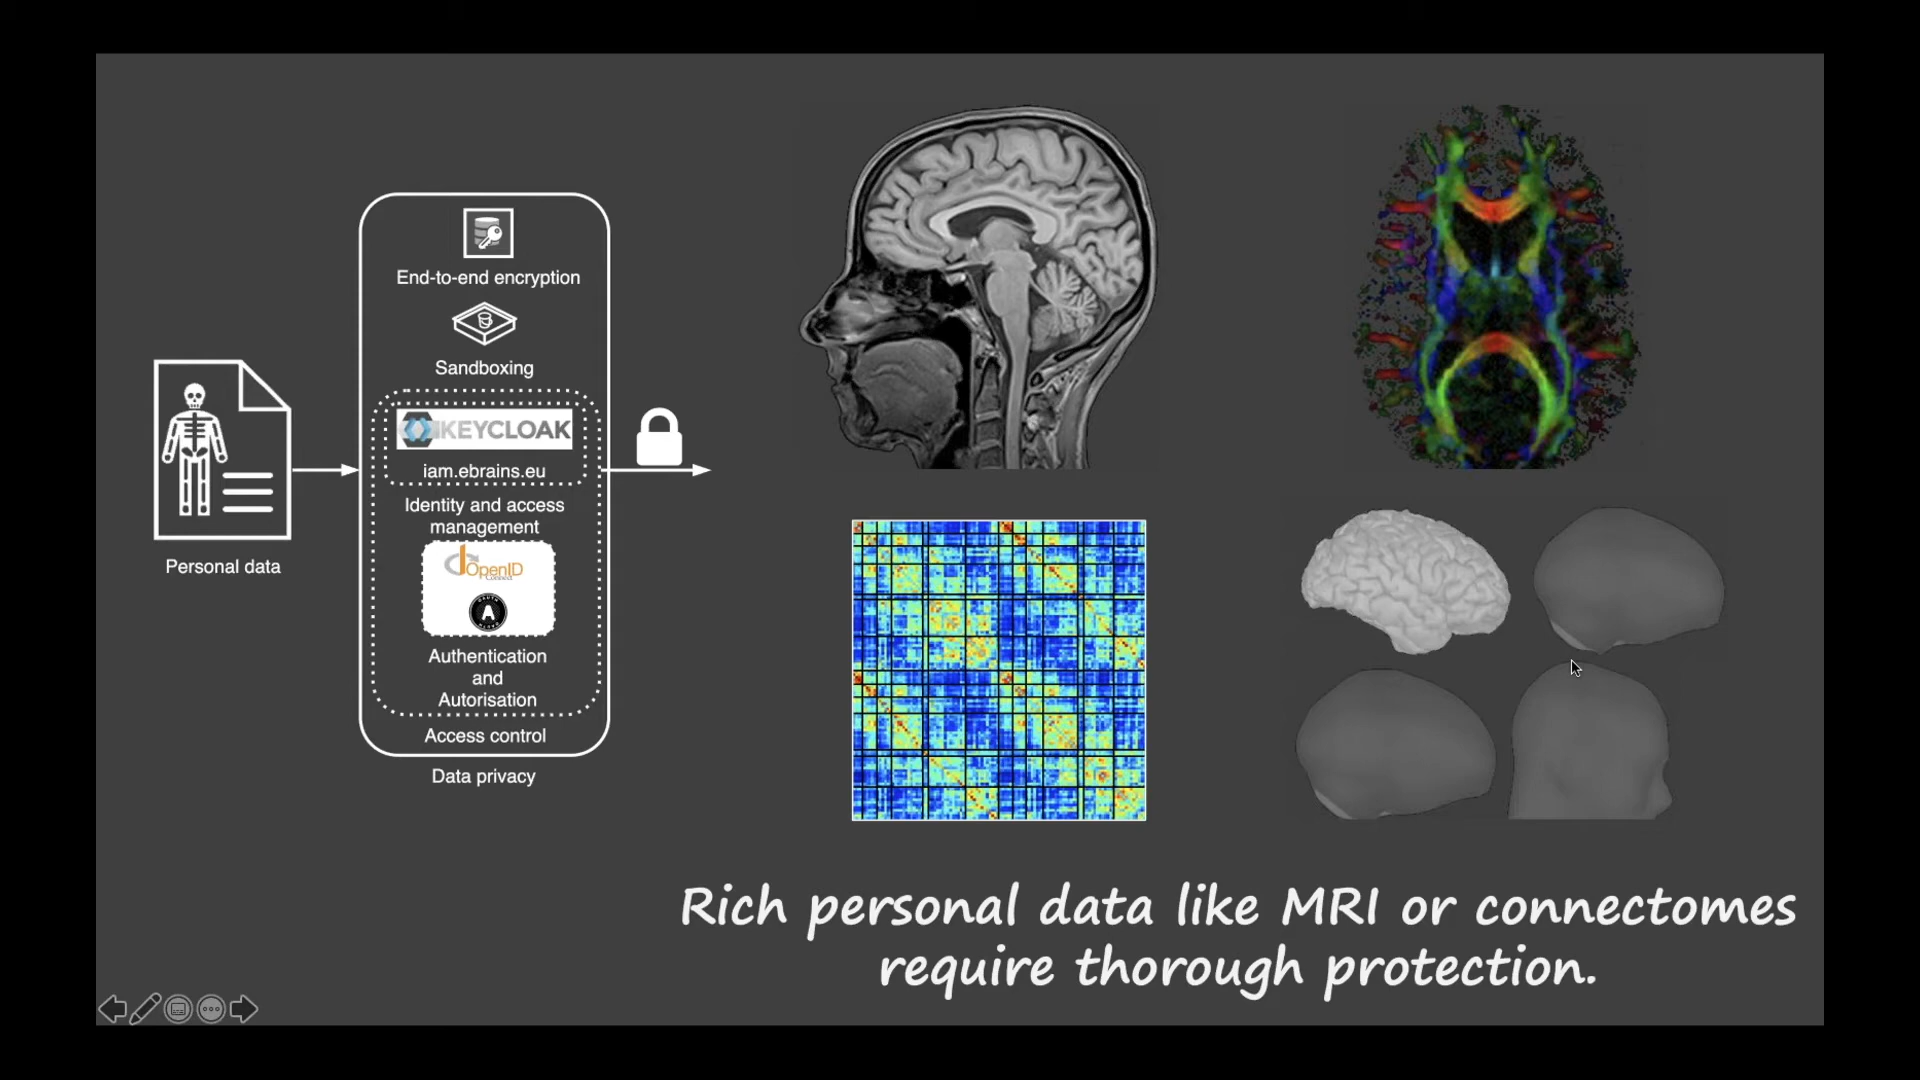 End-to-end encryption
Sandboxing
KEYCLOAK
iam.ebrains.eu
Identity and access
management
OpenID
Connect
A
Authentication
and
Autorisation
Access control
Data privacy
Personal data
Rich personal data like MRI or connectomes
require thorough protection.